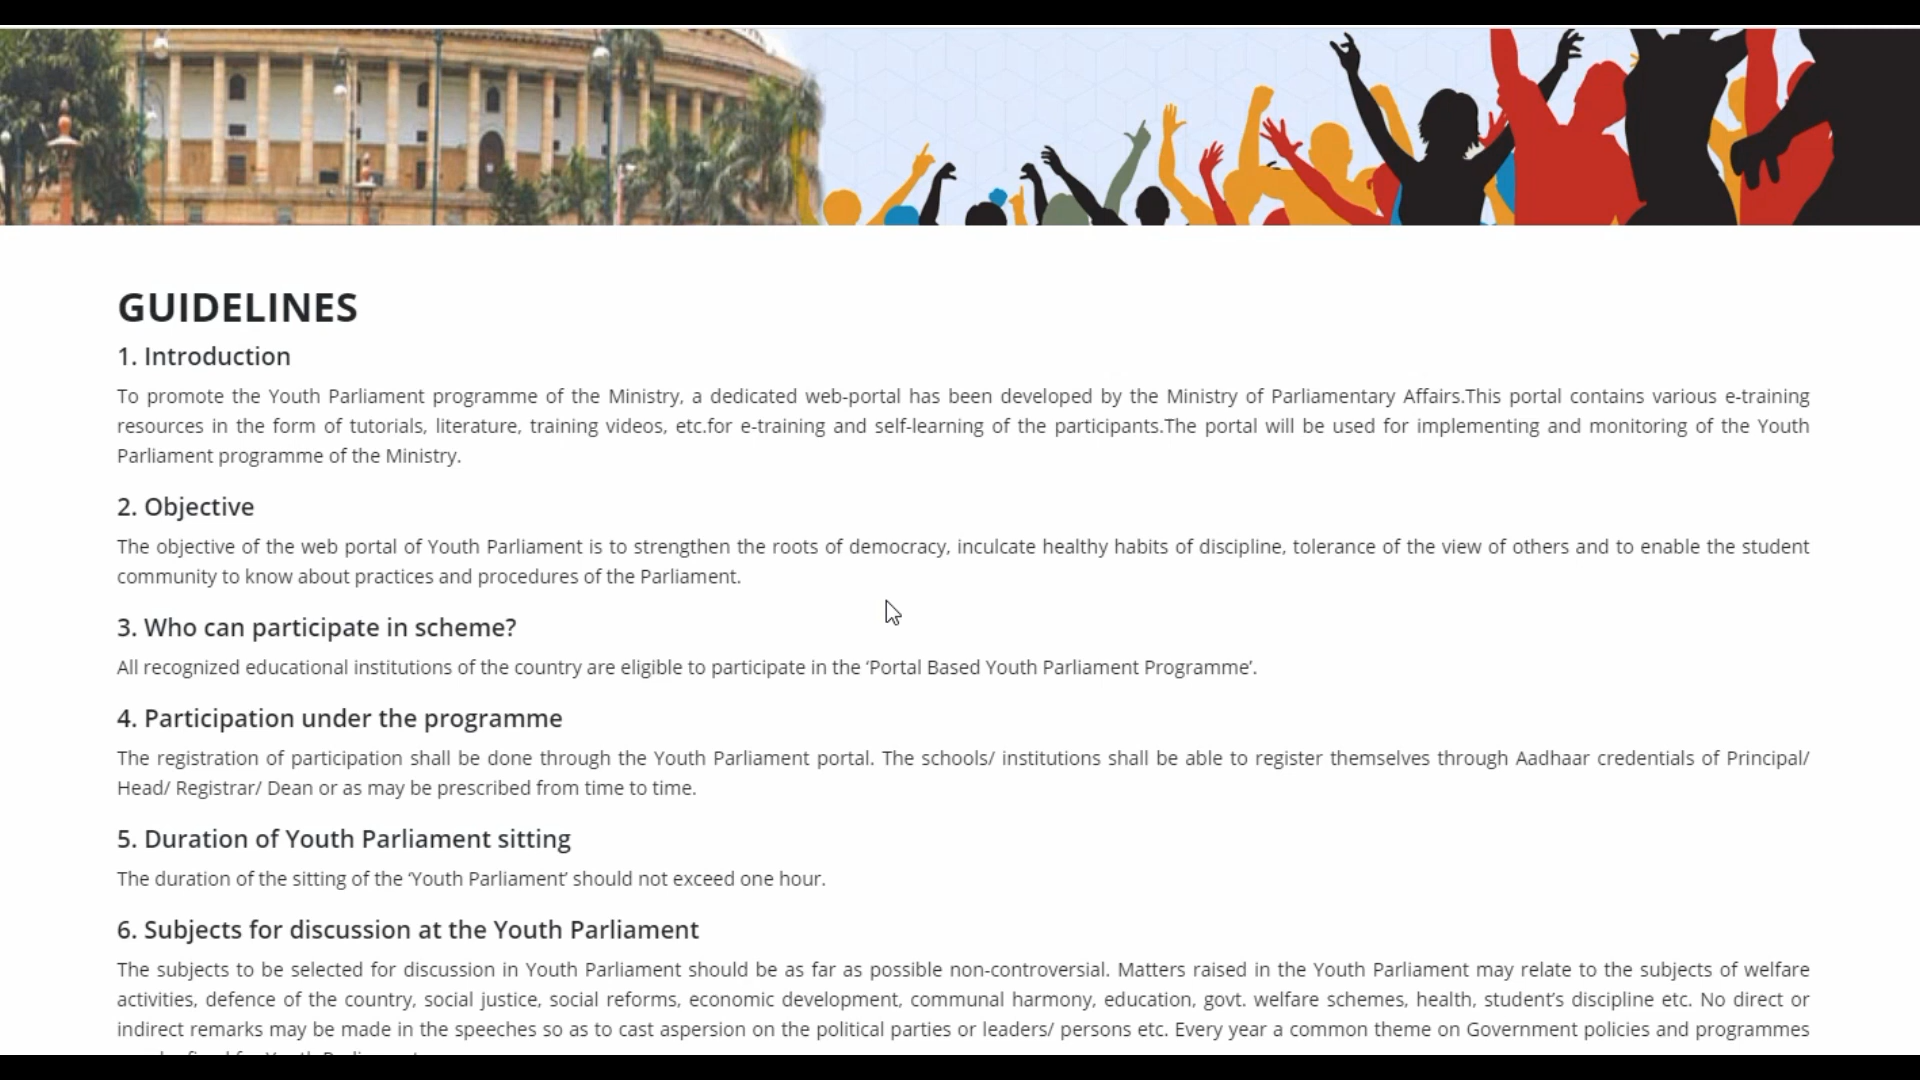 GUIDELINES
1. Introduction
To promote the Youth Parliament programme of the Ministry, a dedicated web-portal has been developed by the Ministry of Parliamentary Affairs.This portal contains various e-training
resources in the form of tutorials, literature, training videos, etc.for e-training and self-learning of the participants.The portal will be used for implementing and monitoring of the Youth
Parliament programme of the Ministry.
2. Objective
The objective of the web portal of Youth Parliament is to strengthen the roots of democracy, inculcate healthy habits of discipline, tolerance of the view of others and to enable the student
community to know about practices and procedures of the Parliament.
3. Who can participate in scheme?
All recognized educational institutions of the country are eligible to participate in the ‘Portal Based Youth Parliament Programme’.
4. Participation under the programme
The registration of participation shall be done through the Youth Parliament portal. The schools/ institutions shall be able to register themselves through Aadhaar credentials of Principal/
Head/ Registrar/ Dean or as may be prescribed from time to time.
5. Duration of Youth Parliament sitting
The duration of the sitting of the ‘Youth Parliament’ should not exceed one hour.
6. Subjects for discussion at the Youth Parliament
The subjects to be selected for discussion in Youth Parliament should be as far as possible non-controversial. Matters raised in the Youth Parliament may relate to the subjects of welfare
activities, defence of the country, social justice, social reforms, economic development, communal harmony, education, govt. welfare schemes, health, student’s discipline etc. No direct or
indirect remarks may be made in the speeches so as to cast aspersion on the political parties or leaders/ persons etc. Every year a common theme on Government policies and programmes